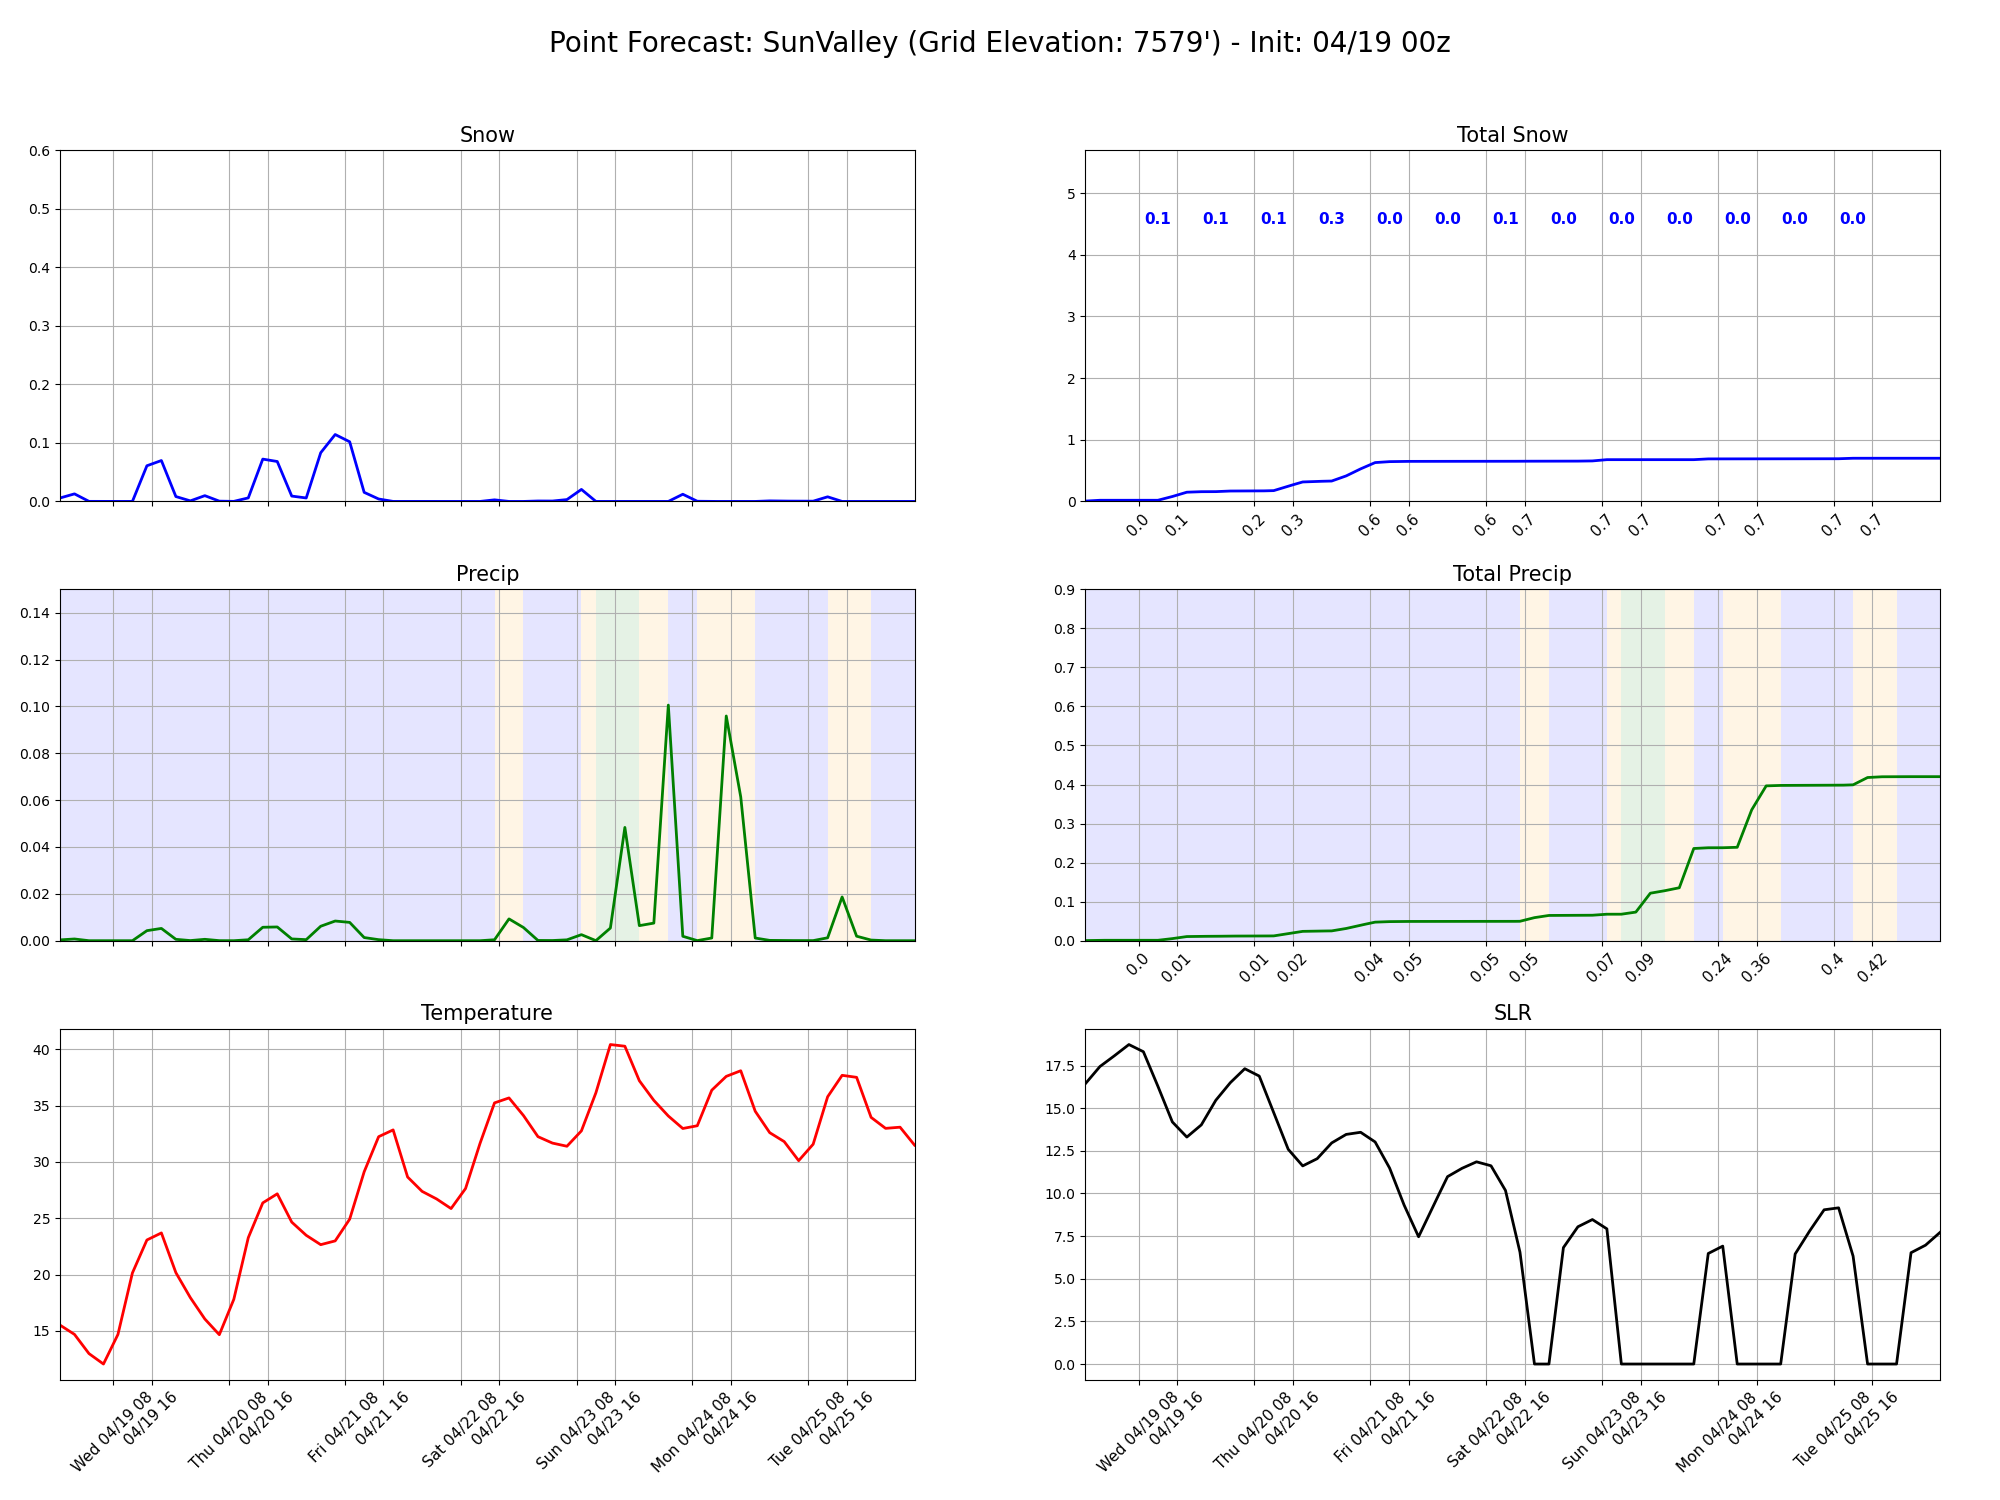 Point Forecast: SunValley (Grid Elevation: 7579') - Init: 04/19 00z
Snow
0.6
0.5
0.4
0.3
0.2
0.1
0.0
Total Snow
5
4
3
2
1
0
0.1 0.1 0.1 0.3 0.0 0.0 0.1 0.0 0.0 0.0 0.0 0.0 0.0
0.0 0.1 0.2 0.3 0.6 0.6 0.6 0.7 0.7 0.7 0.7 0.7 0.7 0.7
Precip
0.14
0.12
0.10
0.08
0.06
0.04
0.02
0.00
Total Precip
0.9
0.8
0.7
0.6
0.5
0.4
0.3
0.2
0.1
0.0
0.0 0.01 0.01 0.02 0.04 0.05 0.05 0.05 0.07 0.09 0.24 0.36 0.4 0.42
Temperature
40
35
30
25
20
15
Wed 04/19 08
04/19 16
Thu 04/20 08
04/20 16
Fri 04/21 08
04/21 16
Sat 04/22 08
04/22 16
Sun 04/23 08
04/23 16
Mon 04/24 08
04/24 16
Tue 04/25 08
04/25 16
SLR
17.5
15.0
12.5
10.0
7.5
5.0
2.5
0.0
Wed 04/19 08
04/19 16
Thu 04/20 08
04/20 16
Fri 04/21 08
04/21 16
Sat 04/22 08
04/22 16
Sun 04/23 08
04/23 16
Mon 04/24 08
04/24 16
Tue 04/25 08
04/25 16